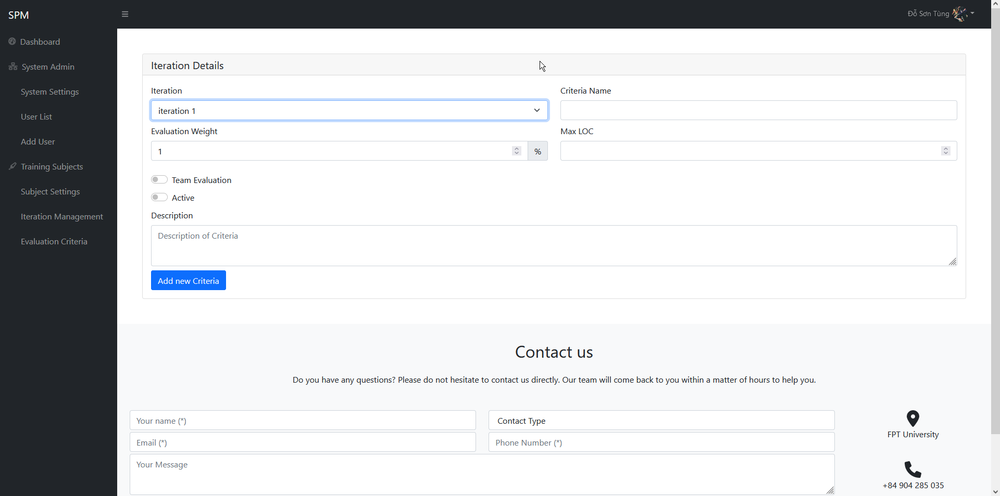 SPM
Đỗ Sơn Tùng
Dashboard
System Admin
System Settings
User List
Add User
Training Subjects
Subject Settings
Iteration Management
Evaluation Criteria
Iteration Details
Iteration
Criteria Name
iteration 1
Evaluation Weight
Max LOC
1
%
Team Evaluation
Active
Description
Description of Criteria
Add new Criteria
Contact us
Do you have any questions? Please do not hesitate to contact us directly. Our team will come back to you within a matter of hours to help you.
Your name (*)
Contact Type
Email (*)
Phone Number (*)
Your Message
FPT University
+84 904 285 035